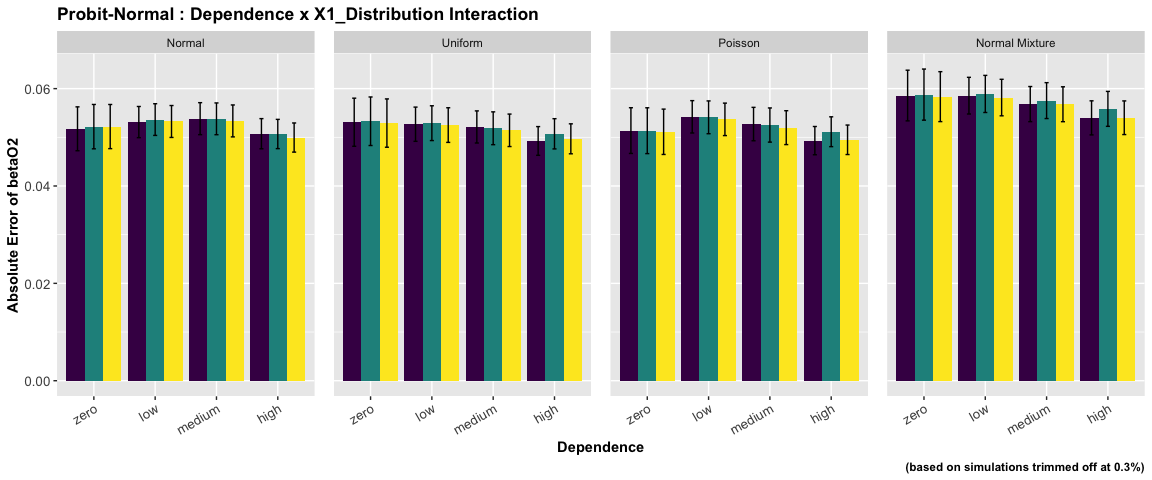 Probit-Normal : Dependence x X1_Distribution Interaction
Normal
Uniform
Poisson
Normal Mixture
Absolute Error of betaO2
0.06
0.04
0.02
0.00
zero
low
medium
high
zero
low
medium
high
zero
low
medium
high
zero
low
medium
high
Dependence
(based on simulations trimmed off at 0.3%)